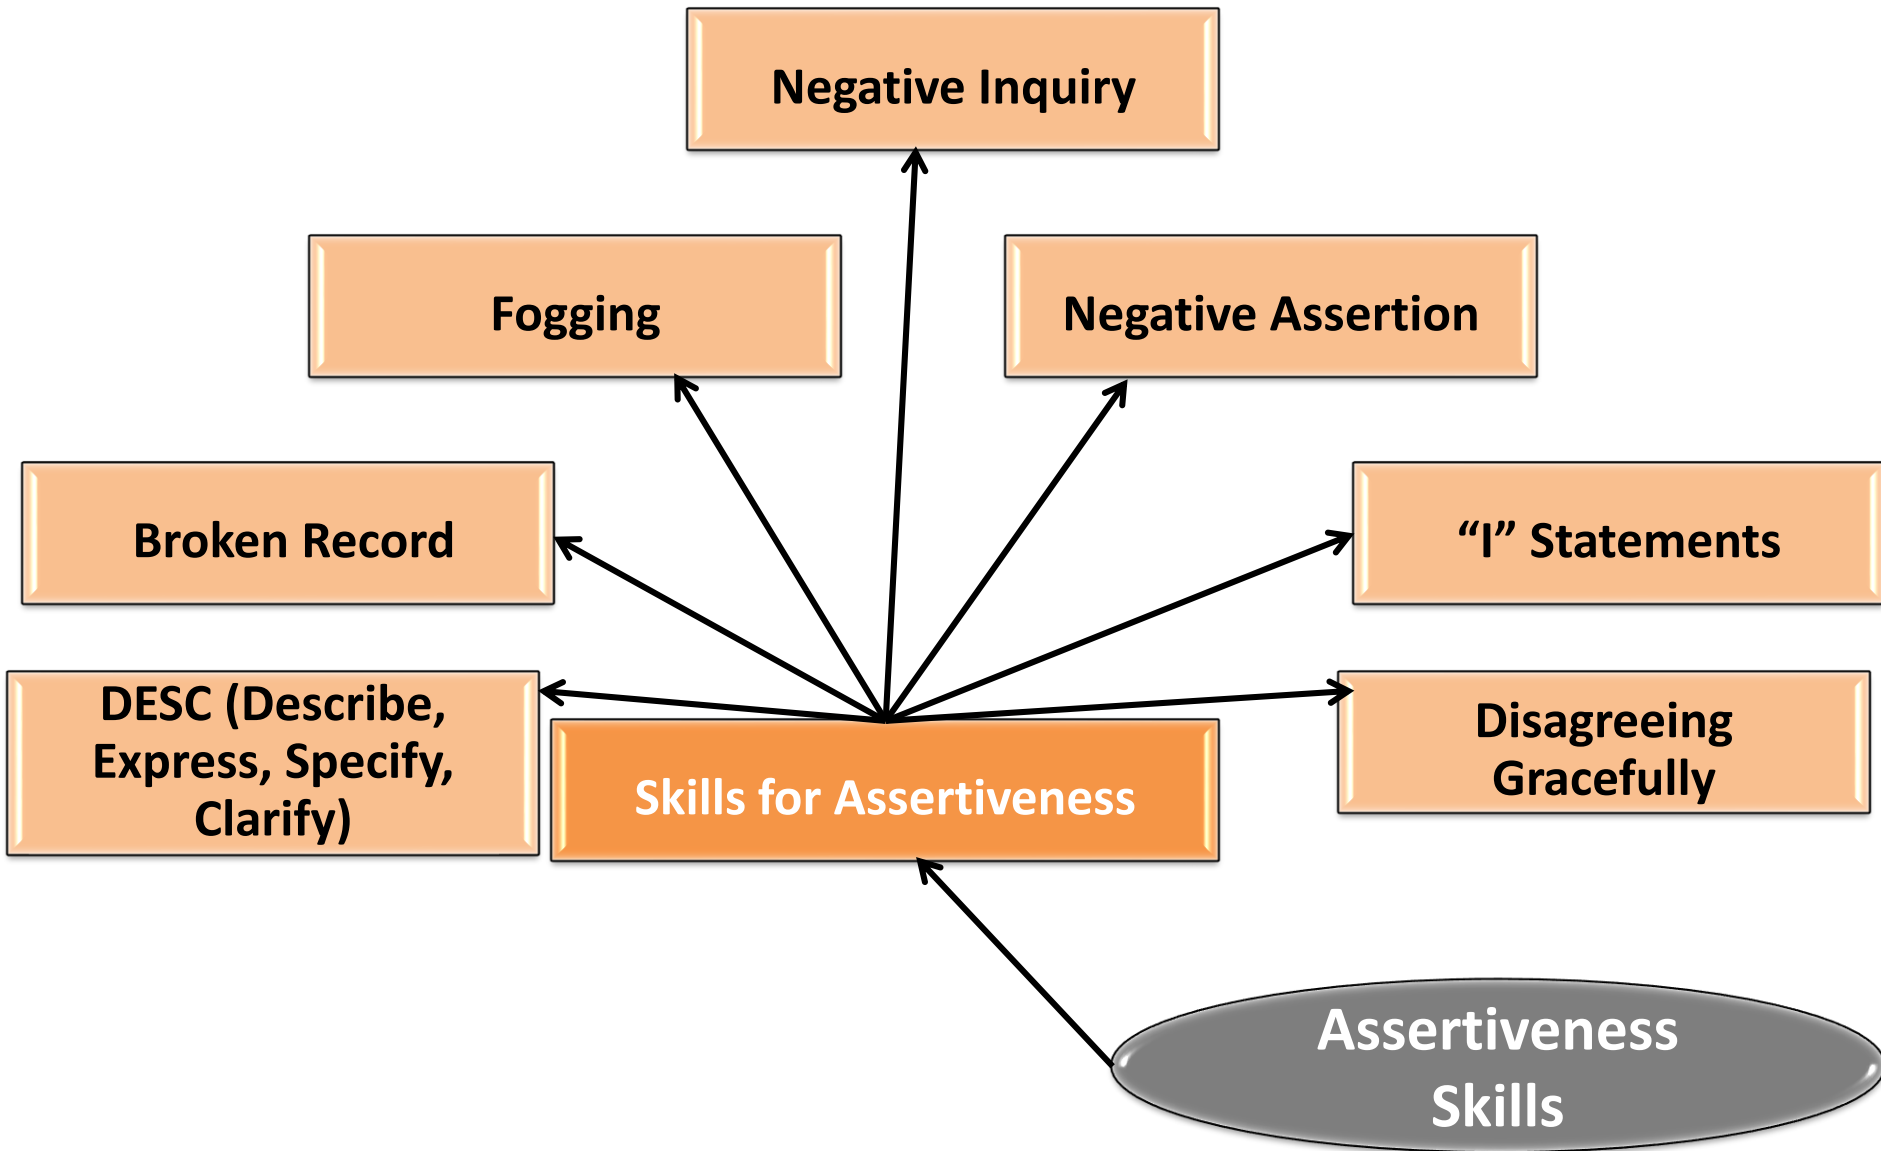 Negative Inquiry
Fogging
Negative Assertion
Broken Record
“I” Statements
DESC (Describe,
Express, Specify,
Clarify)
Skills for Assertiveness
Disagreeing
Gracefully
Assertiveness
Skills